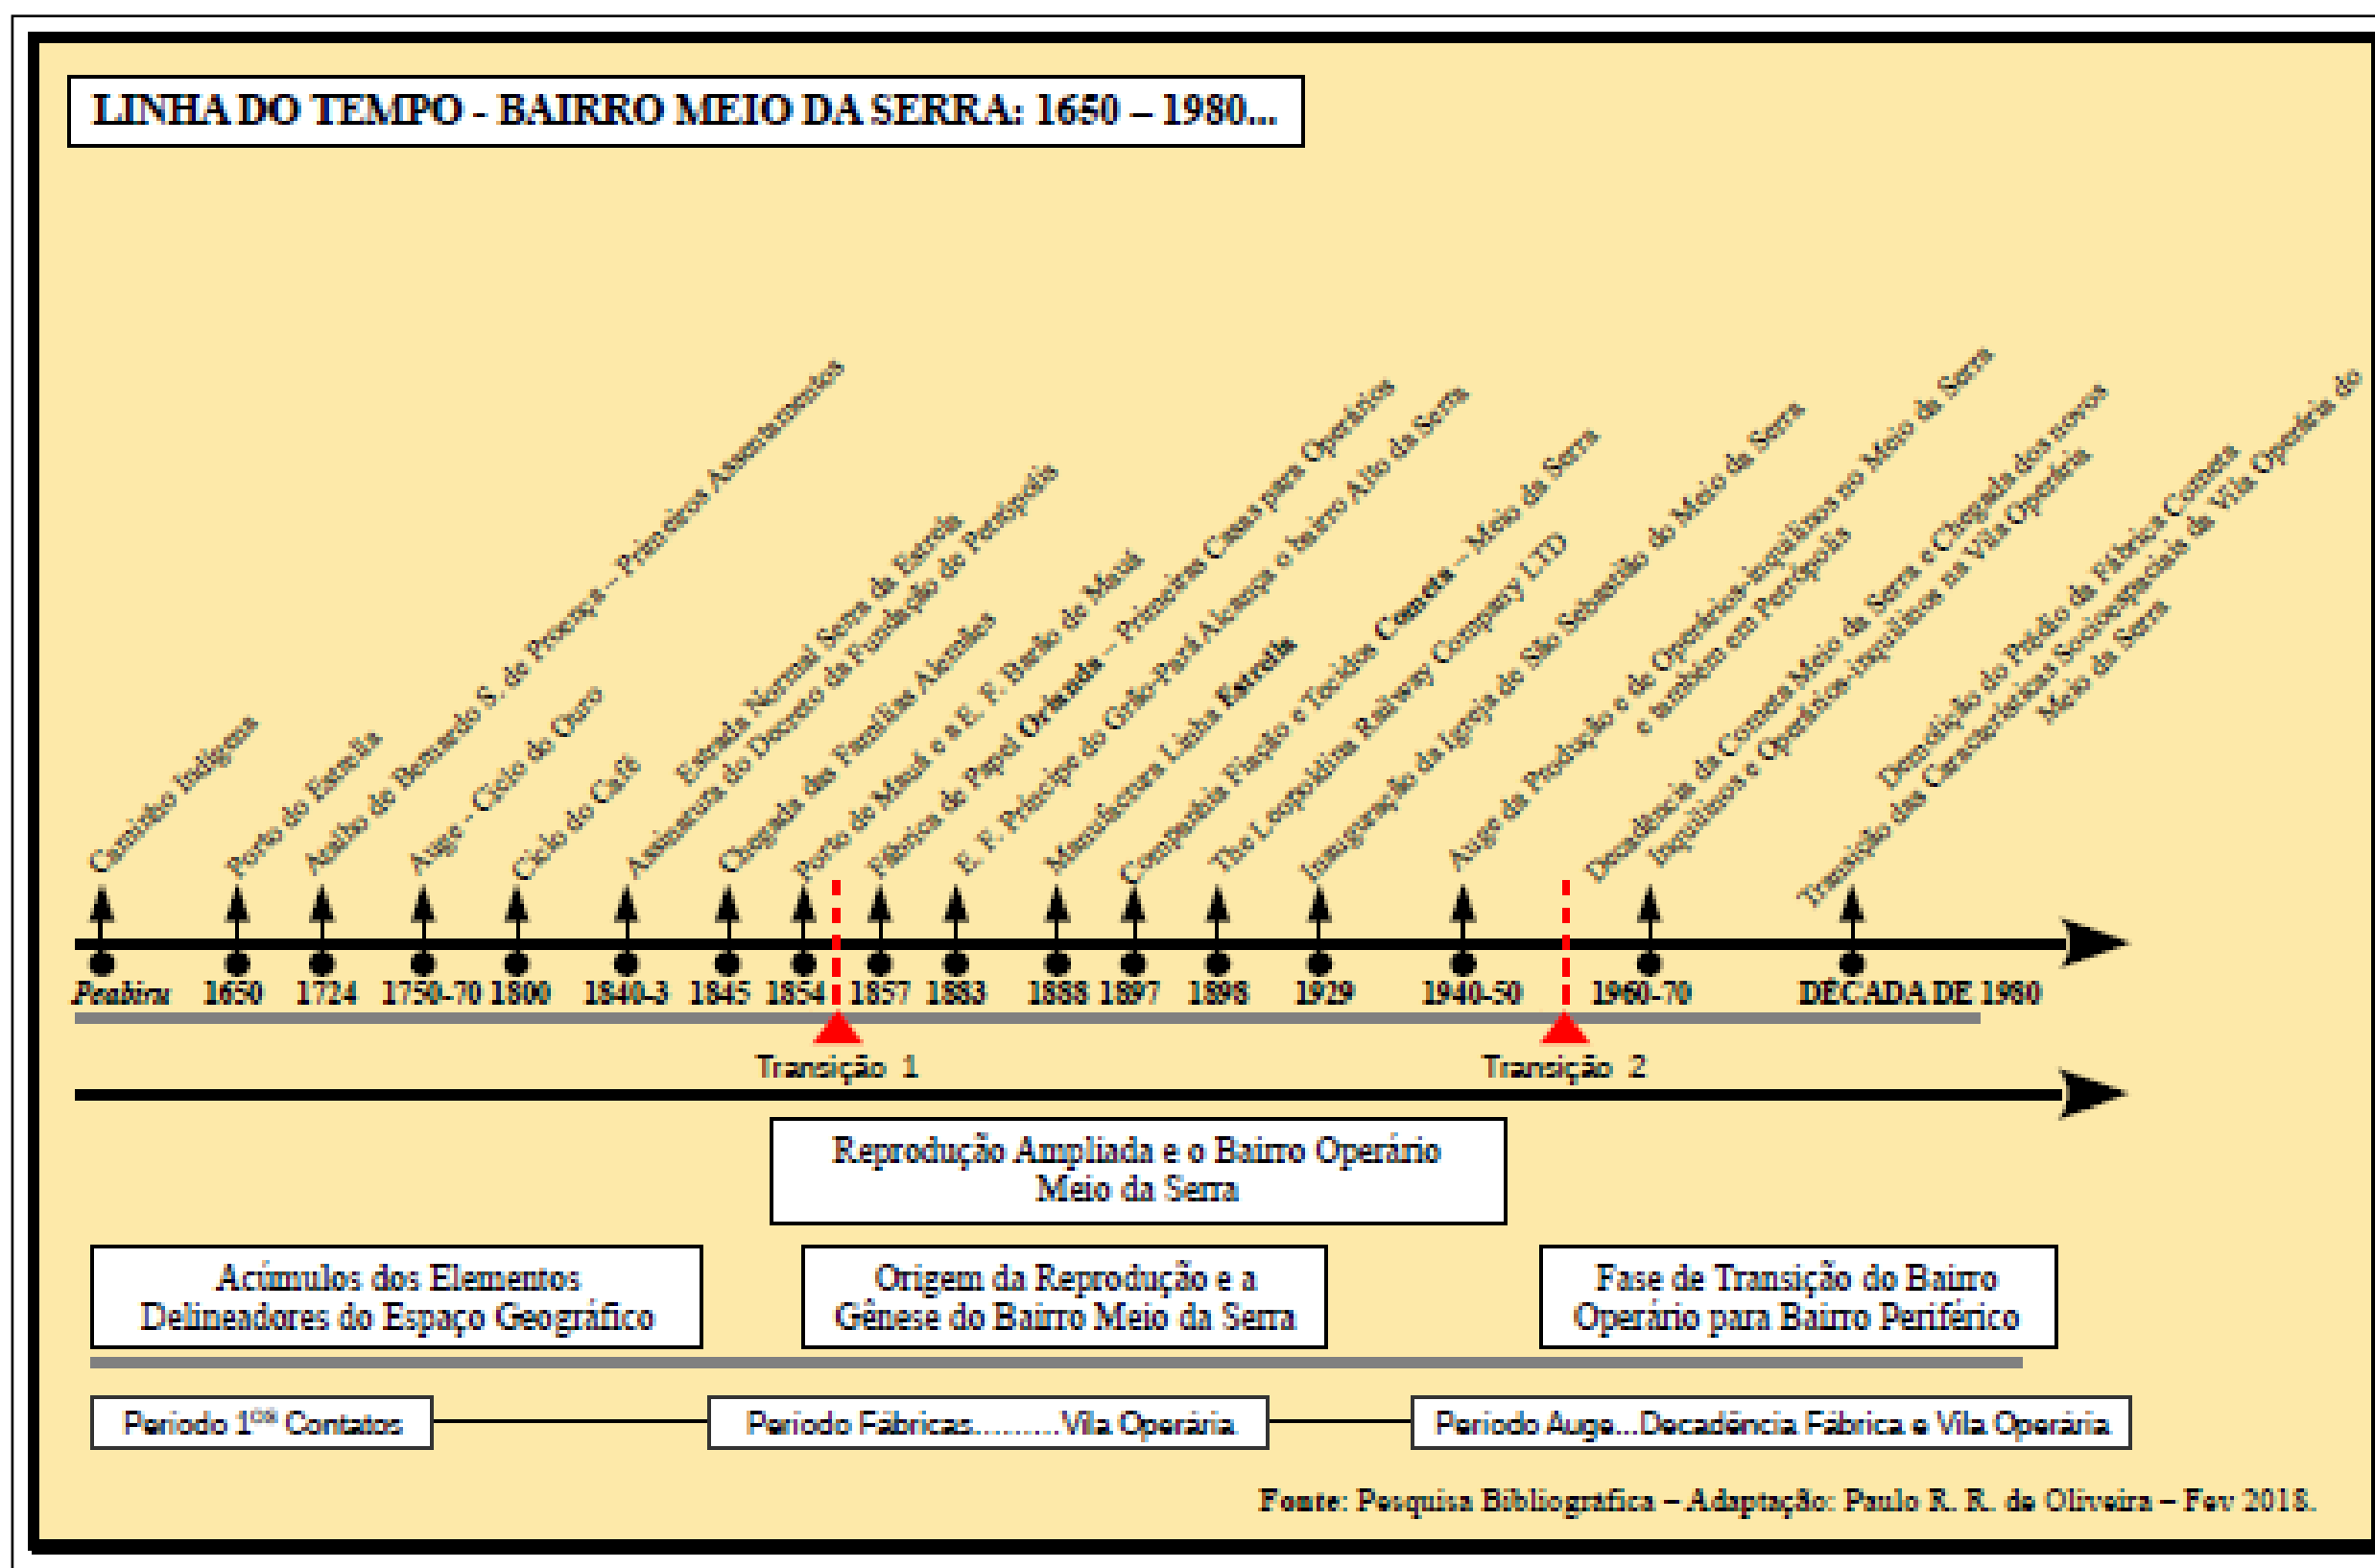 LINHA DO TEMPO - BAIRRO MEIO DA SERRA: 1650 – 1980...
Caminho Indígena
Porto do Estrella
Atalho de Bernardo S. de Proença – Primeiros Assentamentos
Auge - Ciclo do Ouro
Ciclo do Café
Estrada Normal Serra da Estrela
Assinatura do Decreto da Fundação de Petrópolis
Chegada das Famílias Alemães
Porto de Mauá e a E. F. Barão de Mauá
Fábrica de Papel Orianda – Primeiras Casas para Operários
E. F. Príncipe do Grão-Pará Alcança o bairro Alto da Serra
Manufactura Linha Estrella
Companhia Fiação e Tecidos Cometa – Meio da Serra
The Leopoldina Railway Company LTD
Inauguração da Igreja de São Sebastião do Meio da Serra
Auge da Produção e de Operários-inquilinos no Meio da Serra
e também em Petrópolis
Decadência da Cometa Meio da Serra e Chegada dos novos
Inquilinos e Operários-inquilinos na Vila Operária
Demolição do Prédio da Fábrica Cometa
Transição das Características Socioespaciais da Vila Operária do
Meio da Serra
Peabiru 1650 1724 1750-70 1800 1840-3 1845 1854 1857 1883 1888 1897 1898 1929 1940-50 1960-70 DÉCADA DE 1980
Transição 1 Transição 2
Reprodução Ampliada e o Bairro Operário
Meio da Serra
Acúmulos dos Elementos
Delineadores do Espaço Geográfico
Origem da Reprodução e a
Gênese do Bairro Meio da Serra
Fase de Transição do Bairro
Operário para Bairro Periférico
Período 1ᴼˢ Contatos
Período Fábricas..........Vila Operária
Período Auge...Decadência Fábrica e Vila Operária
Fonte: Pesquisa Bibliográfica – Adaptação: Paulo R. R. de Oliveira – Fev 2018.